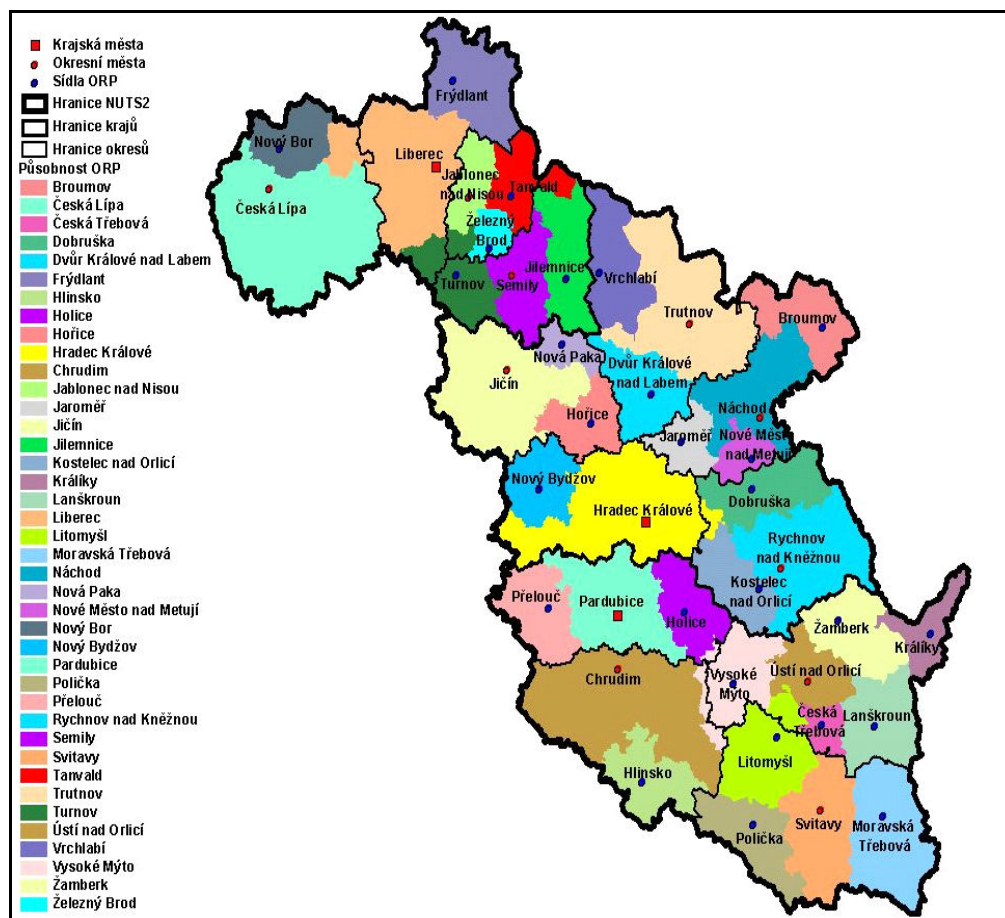 Krajská města
Okresní města
Sídla ORP
Hranice NUTS2
Hranice krajů
Hranice okresů
Působnost ORP
Broumov
Česká Lípa
Česká Třebová
Dobruška
Dvůr Králové nad Labem
Frýdlant
Hlinsko
Holice
Hořice
Hradec Králové
Chrudim
Jablonec nad Nisou
Jaroměř
Jičín
Jilemnice
Kostelec nad Orlicí
Králíky
Lanškroun
Liberec
Litomyšl
Moravská Třebová
Náchod
Nová Paka
Nové Město nad Metují
Nový Bor
Nový Bydžov
Pardubice
Polička
Přelouč
Rychnov nad Kněžnou
Semily
Svitavy
Tanvald
Trutnov
Turnov
Ústí nad Orlicí
Vrchlabí
Vysoké Mýto
Žamberk
Železný Brod
Frýdlant
Nový Bor
Liberec
Jablonec
nad Nisou
Tanvald
Česká Lípa
Železný
Brod
Turnov
Semily
Jilemnice
Vrchlabí
Trutnov
Broumov
Nová Paka
Dvůr Králové
nad Labem
Jičín
Hořice
Náchod
Jaroměř
Nové Město
nad Metují
Nový Bydžov
Dobruška
Hradec Králové
Rychnov
nad Kněžnou
Kostelec
nad Orlicí
Přelouč
Pardubice
Holice
Žamberk
Králíky
Chrudim
Vysoké
Mýto
Ústí nad Orlicí
Česká
Třebová
Lanškroun
Litomyšl
Hlinsko
Polička
Svitavy
Moravská
Třebová